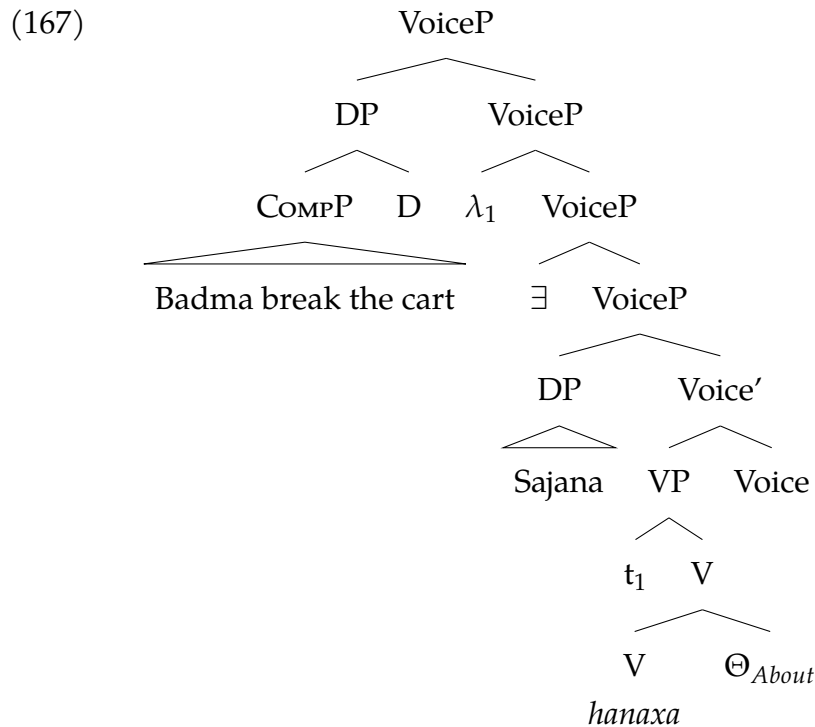 (167) VoiceP
DP VoiceP
CompP D λ₁ VoiceP
Badma break the cart ∃ VoiceP
DP Voice’
Sajana VP Voice
t₁ V
V Θ_About
hanaxa